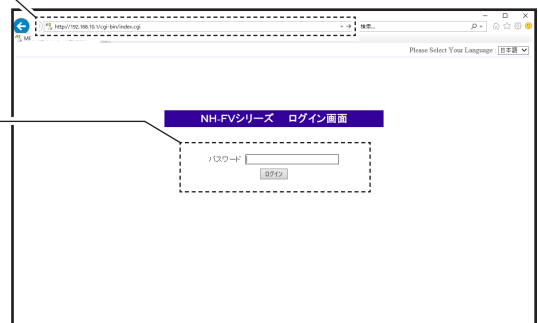 http://192.168.10.1/cgi-bin/index.cgi
検索...
Please Select Your Language : 日本語
NH-FVシリーズ　ログイン画面
パスワード
ログイン